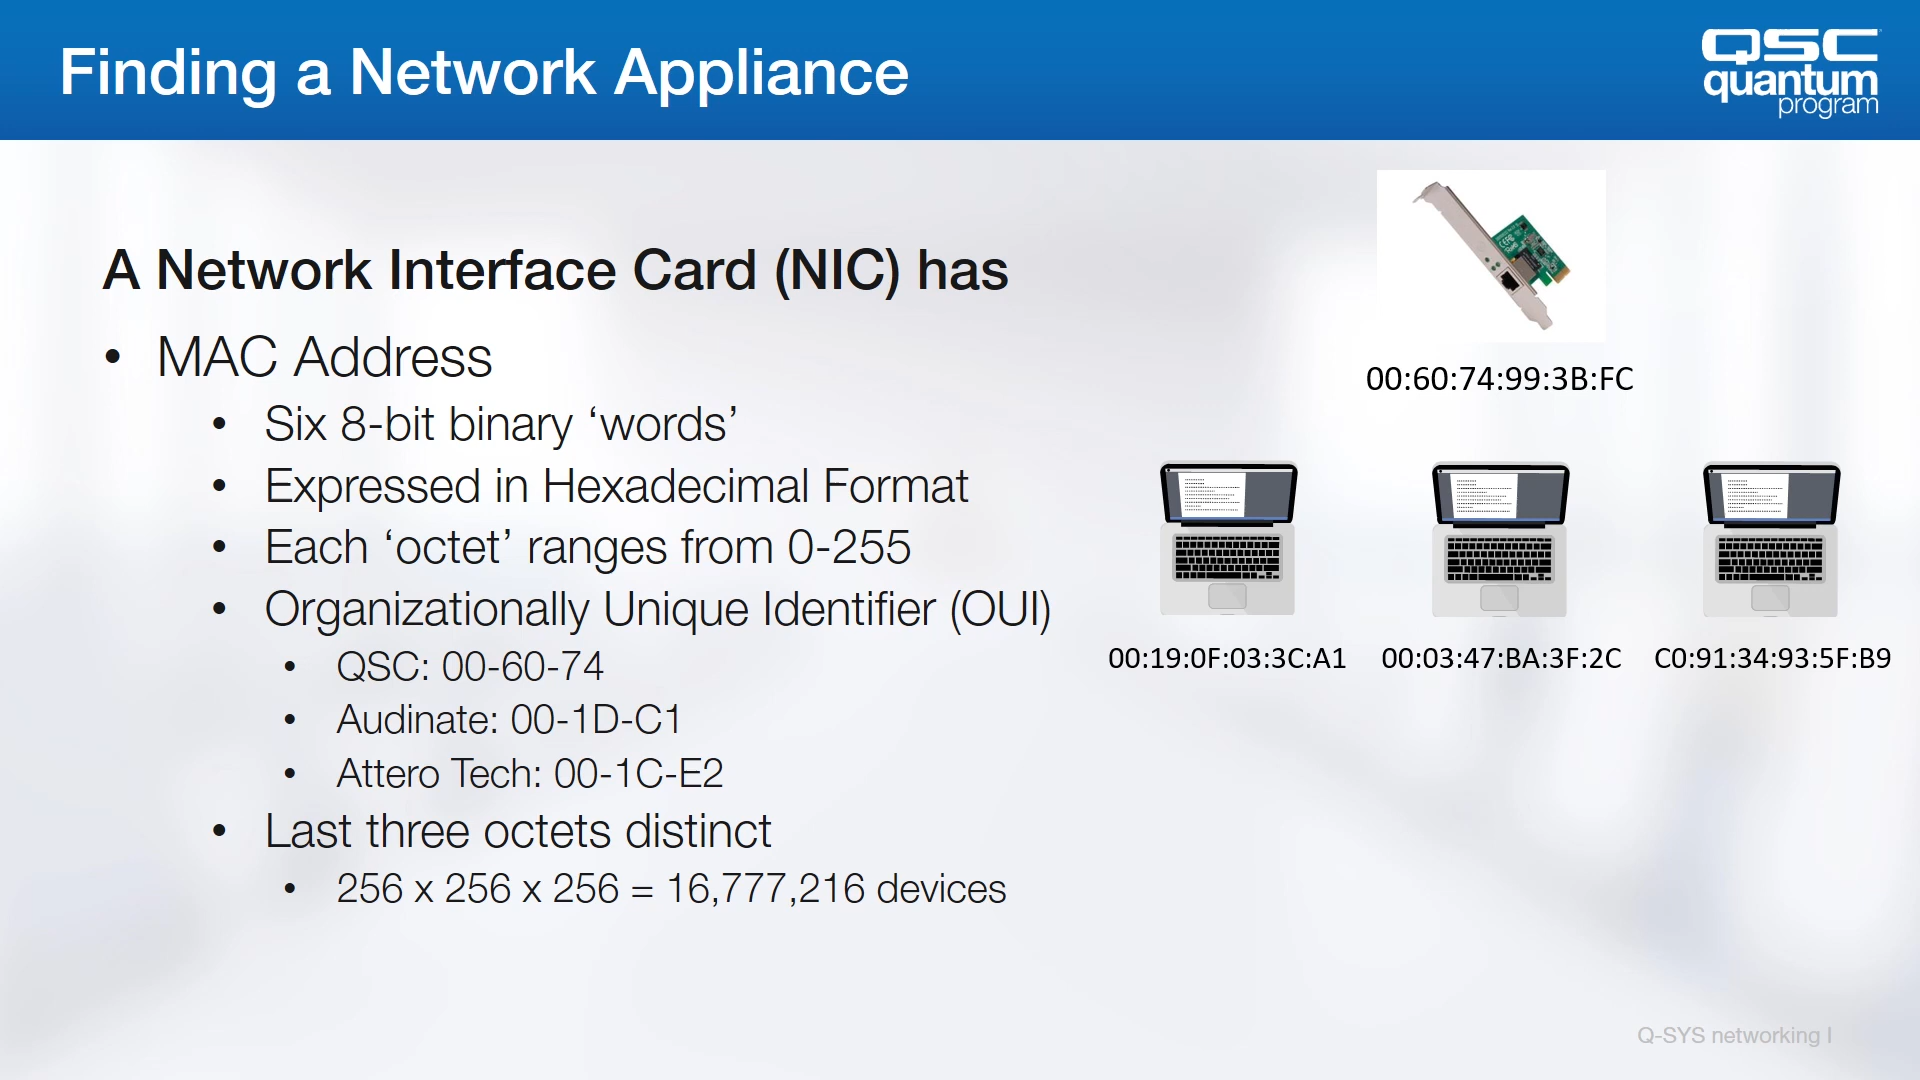 Finding a Network Appliance
QSC
quantum
program
A Network Interface Card (NIC) has
• MAC Address
• Six 8-bit binary ‘words’
• Expressed in Hexadecimal Format
• Each ‘octet’ ranges from 0-255
• Organizationally Unique Identifier (OUI)
• QSC: 00-60-74
• Audinate: 00-1D-C1
• Attero Tech: 00-1C-E2
• Last three octets distinct
• 256 x 256 x 256 = 16,777,216 devices
00:60:74:99:3B:FC
00:19:0F:03:3C:A1 00:03:47:BA:3F:2C C0:91:34:93:5F:B9
Q-SYS networking I